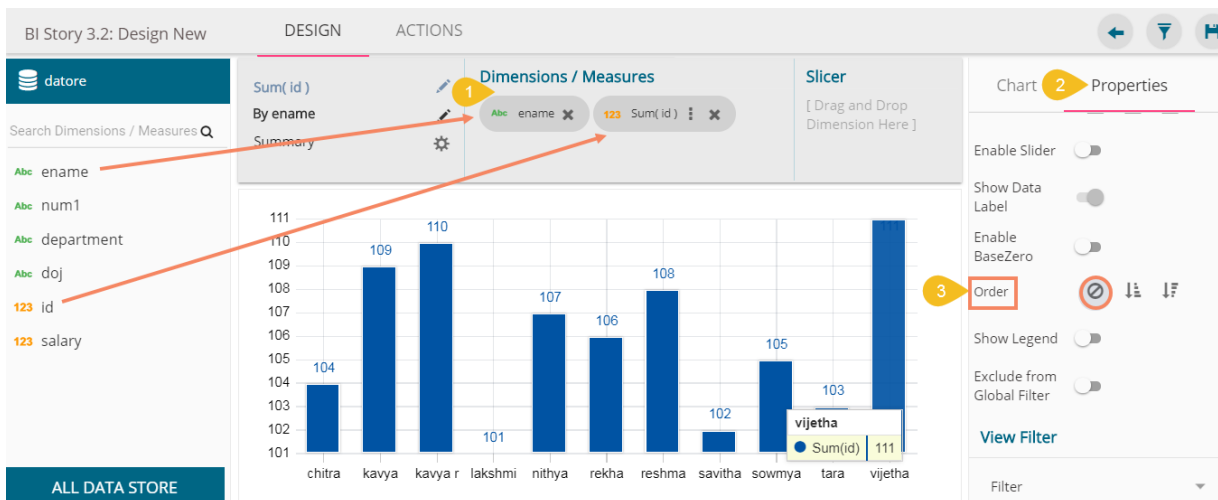 BI Story 3.2: Design New
DESIGN
ACTIONS
datore
Search Dimensions / Measures
Abc ename
Abc num1
Abc department
Abc doj
123 id
123 salary
ALL DATA STORE
Sum( id )
By ename
Summary
1
Dimensions / Measures
Abc ename
123 Sum( id )
Slicer
[ Drag and Drop
Dimension Here ]
111
110
109
108
107
106
105
104
103
102
101
104
109
110
101
107
106
108
102
105
103
111
vijetha
Sum(id) 111
chitra kavya kavya r lakshmi nithya rekha reshma savitha sowmya tara vijetha
Chart
2
Properties
Enable Slider
Show Data
Label
Enable
BaseZero
3
Order
Show Legend
Exclude from
Global Filter
View Filter
Filter